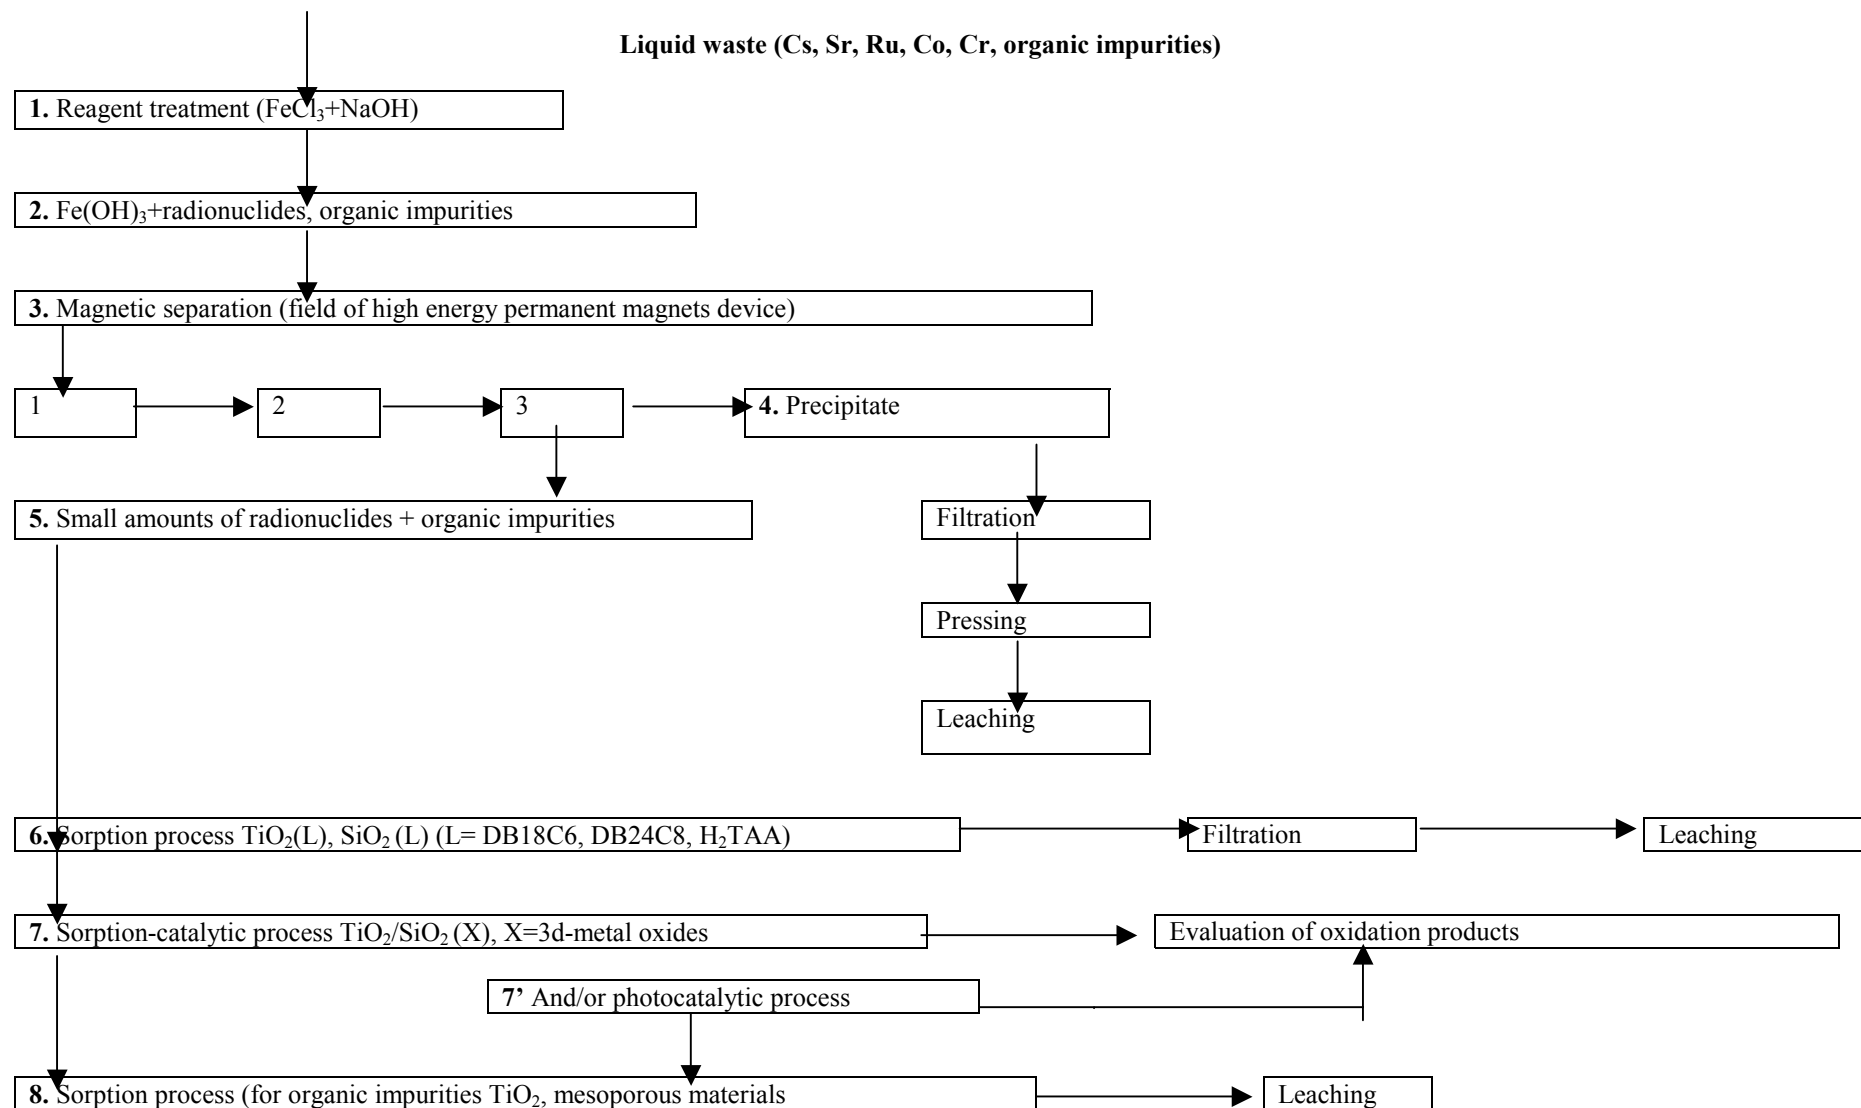 Liquid waste (Cs, Sr, Ru, Co, Cr, organic impurities)
1. Reagent treatment (FeCl₃+NaOH)
2. Fe(OH)₃+radionuclides, organic impurities
3. Magnetic separation (field of high energy permanent magnets device)
1
2
3
4. Precipitate
5. Small amounts of radionuclides + organic impurities
Filtration
Pressing
Leaching
6. Sorption process TiO₂(L), SiO₂ (L) (L= DB18C6, DB24C8, H₂TAA)
Filtration
Leaching
7. Sorption-catalytic process TiO₂/SiO₂ (X), X=3d-metal oxides
Evaluation of oxidation products
7’ And/or photocatalytic process
8. Sorption process (for organic impurities TiO₂, mesoporous materials
Leaching